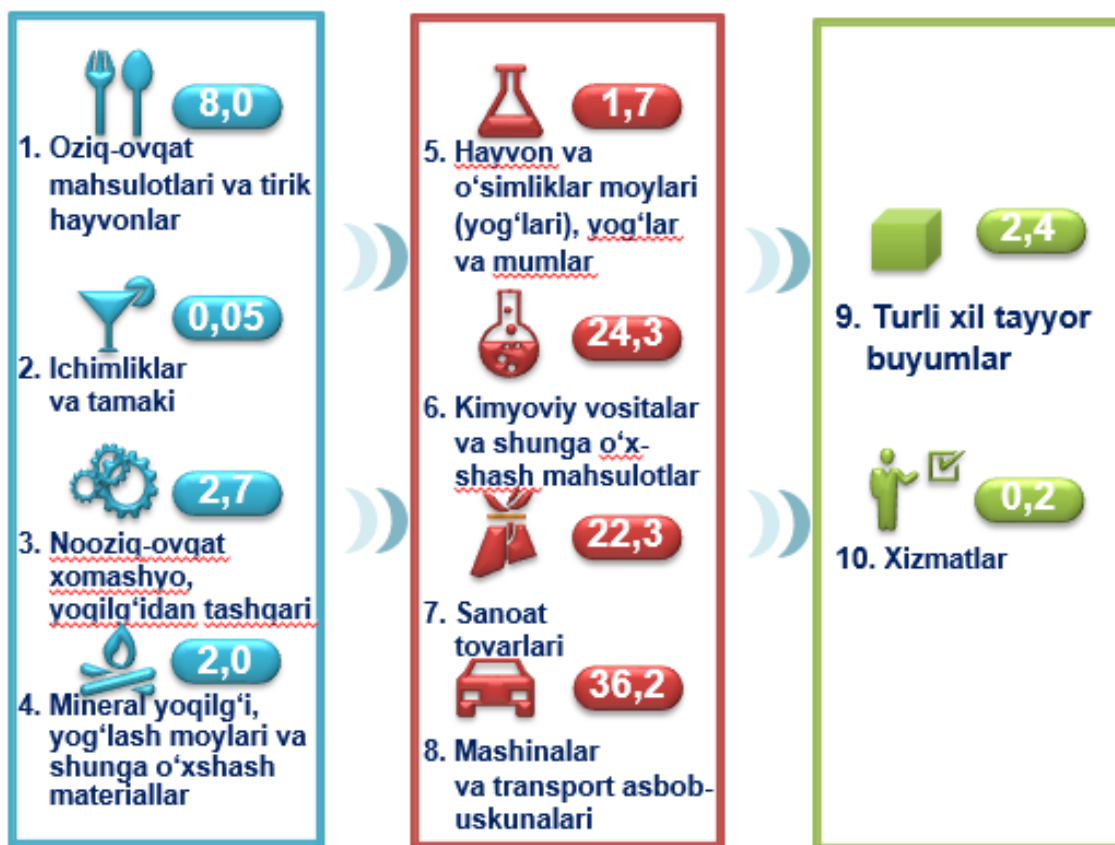 8,0
1. Oziq-ovqat
mahsulotlari va tirik
hayvonlar
0,05
2. Ichimliklar
va tamaki
2,7
3. Nooziq-ovqat
xomashyo,
yoqilg‘idan tashqari
2,0
4. Mineral yoqilg‘i,
yog‘lash moylari va
shunga o‘xshash
materiallar
1,7
5. Hayvon va
o‘simliklar moylari
(yog‘lari), yog‘lar
va mumlar
24,3
6. Kimyoviy vositalar
va shunga o‘x-
shash mahsulotlar
22,3
7. Sanoat
tovarlari
36,2
8. Mashinalar
va transport asbob-
uskunalari
2,4
9. Turli xil tayyor
buyumlar
0,2
10. Xizmatlar